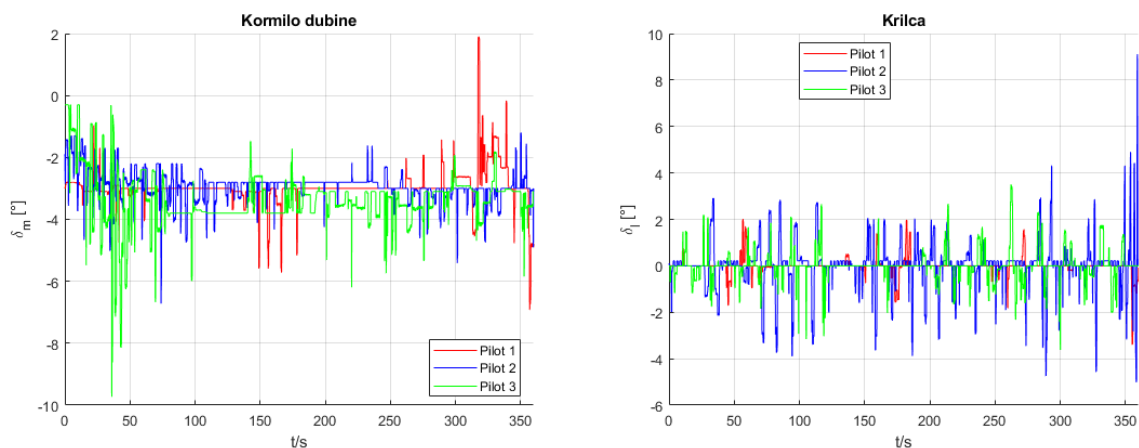 Kormilo dubine
2
0
-2
-4
-6
-8
-10
δm [°]
0 50 100 150 200 250 300 350
t/s
Pilot 1
Pilot 2
Pilot 3
Krilca
10
8
6
4
2
0
-2
-4
-6
δl [°]
0 50 100 150 200 250 300 350
t/s
Pilot 1
Pilot 2
Pilot 3